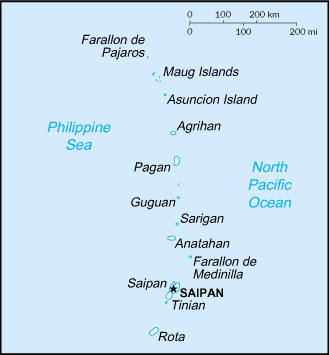 0 100 200 km
0 100 200 mi
Farallon de
Pajaros
Maug Islands
Asuncion Island
Philippine
Sea
Agrihan
Pagan
North
Pacific
Ocean
Guguan
Sarigan
Anatahan
Farallon de
Medinilla
Saipan
SAIPAN
Tinian
Rota